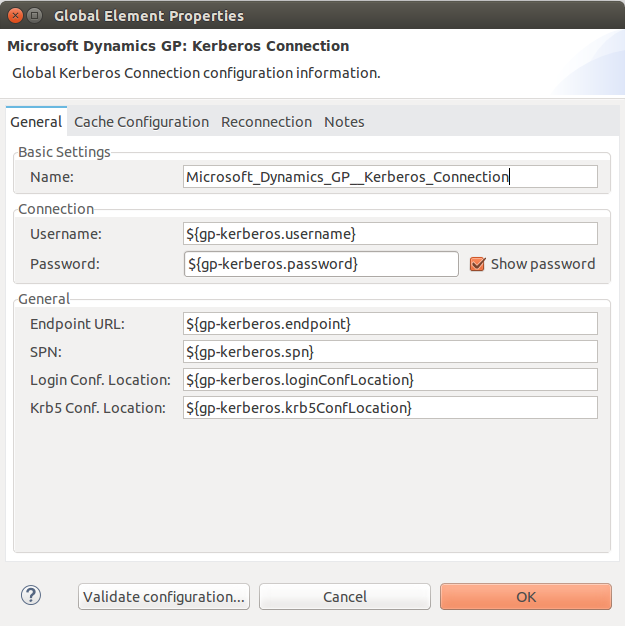 Global Element Properties
Microsoft Dynamics GP: Kerberos Connection
Global Kerberos Connection configuration information.
General Cache Configuration Reconnection Notes
Basic Settings
Name: Microsoft_Dynamics_GP__Kerberos_Connection
Connection
Username: ${gp-kerberos.username}
Password: ${gp-kerberos.password} Show password
General
Endpoint URL: ${gp-kerberos.endpoint}
SPN: ${gp-kerberos.spn}
Login Conf. Location: ${gp-kerberos.loginConfLocation}
Krb5 Conf. Location: ${gp-kerberos.krb5ConfLocation}
? Validate configuration... Cancel OK